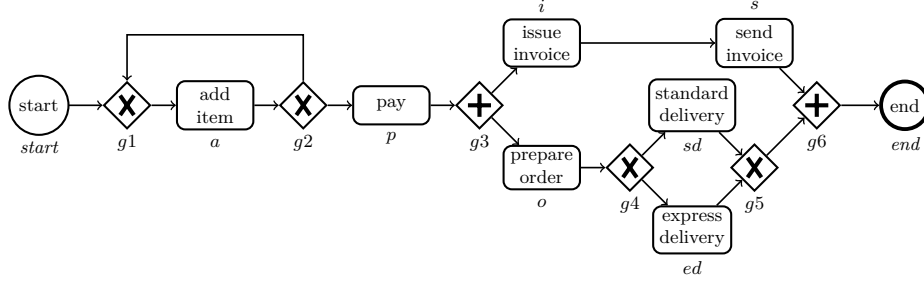 i
s
issue
invoice
send
invoice
start
start
g1
add
item
a
g2
pay
p
g3
standard
delivery
sd
g6
end
end
prepare
order
o
g4
g5
express
delivery
ed